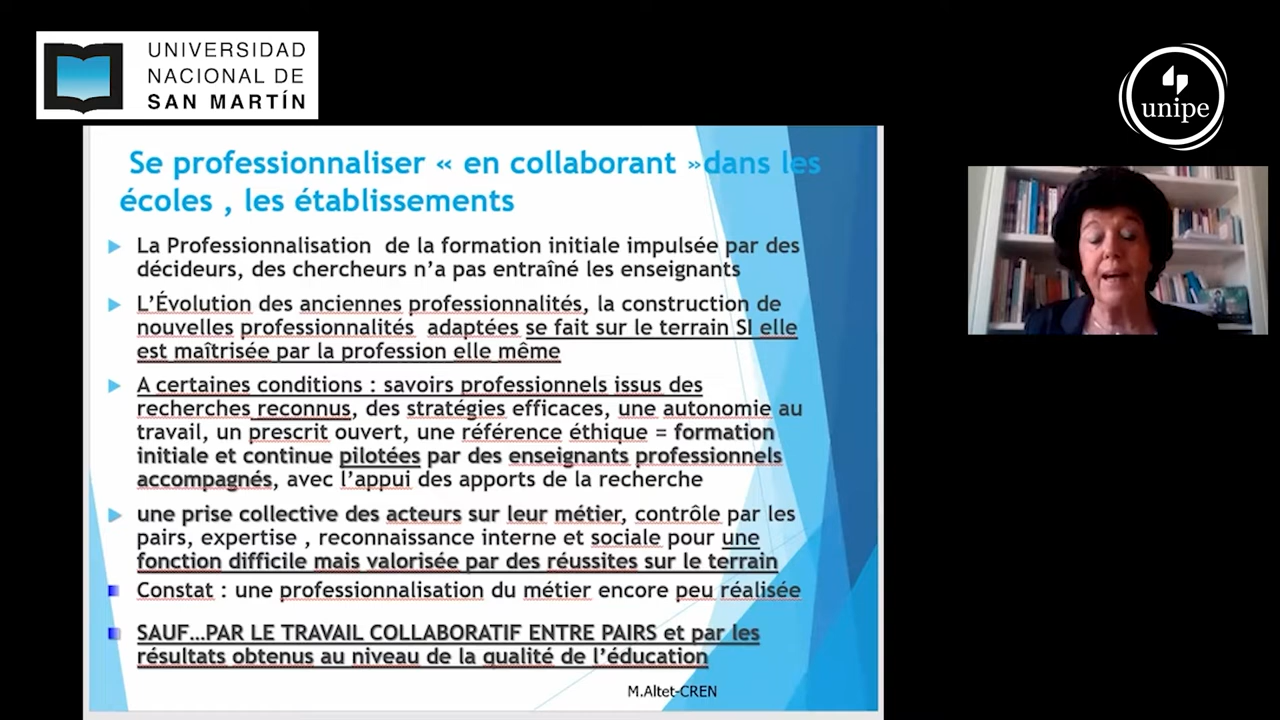 UNIVERSIDAD
NACIONAL DE
SAN MARTÍN
unipe
Se professionnaliser « en collaborant »dans les
écoles , les établissements
La Professionnalisation de la formation initiale impulsée par des
décideurs, des chercheurs n’a pas entraîné les enseignants
L’Évolution des anciennes professionnalités, la construction de
nouvelles professionnalités adaptées se fait sur le terrain SI elle
est maîtrisée par la profession elle même
A certaines conditions : savoirs professionnels issus des
recherches reconnus, des stratégies efficaces, une autonomie au
travail, un prescrit ouvert, une référence éthique = formation
initiale et continue pilotées par des enseignants professionnels
accompagnés, avec l’appui des apports de la recherche
une prise collective des acteurs sur leur métier, contrôle par les
pairs, expertise , reconnaissance interne et sociale pour une
fonction difficile mais valorisée par des réussites sur le terrain
Constat : une professionnalisation du métier encore peu réalisée
SAUF…PAR LE TRAVAIL COLLABORATIF ENTRE PAIRS et par les
résultats obtenus au niveau de la qualité de l’éducation
M.Altet-CREN